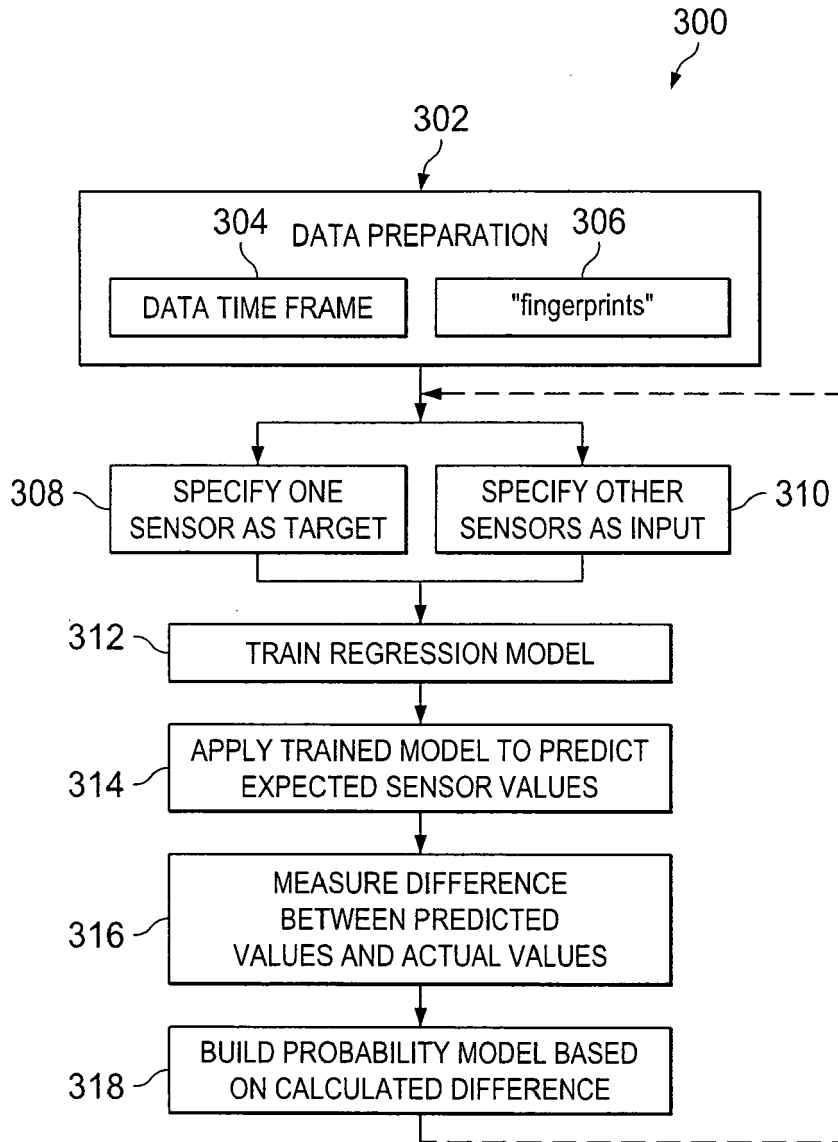 300
302
304
DATA PREPARATION
306
DATA TIME FRAME
"fingerprints"
308
SPECIFY ONE
SENSOR AS TARGET
SPECIFY OTHER
SENSORS AS INPUT
310
312
TRAIN REGRESSION MODEL
314
APPLY TRAINED MODEL TO PREDICT
EXPECTED SENSOR VALUES
316
MEASURE DIFFERENCE
BETWEEN PREDICTED
VALUES AND ACTUAL VALUES
318
BUILD PROBABILITY MODEL BASED
ON CALCULATED DIFFERENCE